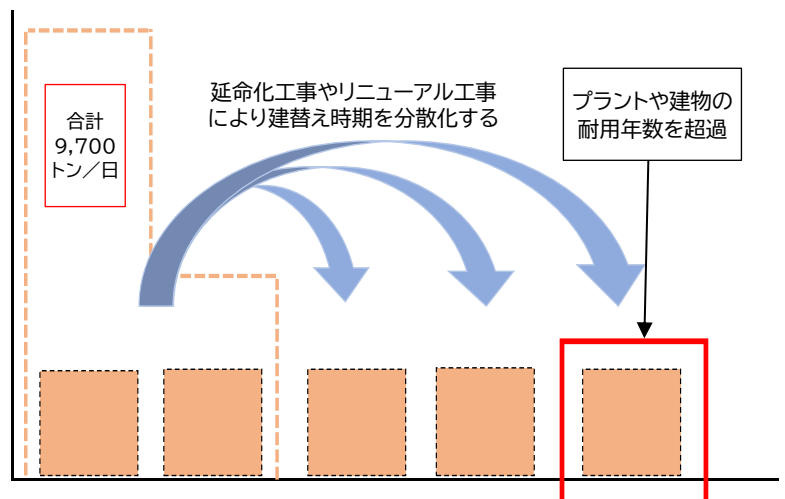 延命化工事やリニューアル工事
により建替え時期を分散化する
プラントや建物の
耐用年数を超過
合計
9,700
トン／日